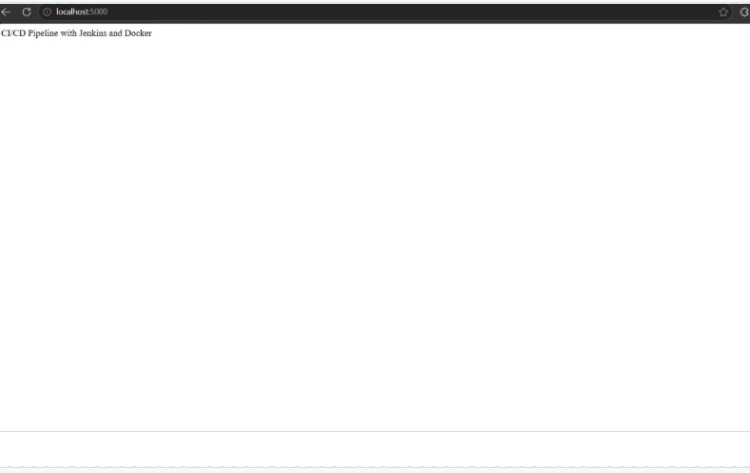 localhost:5000
CI/CD Pipeline with Jenkins and Docker